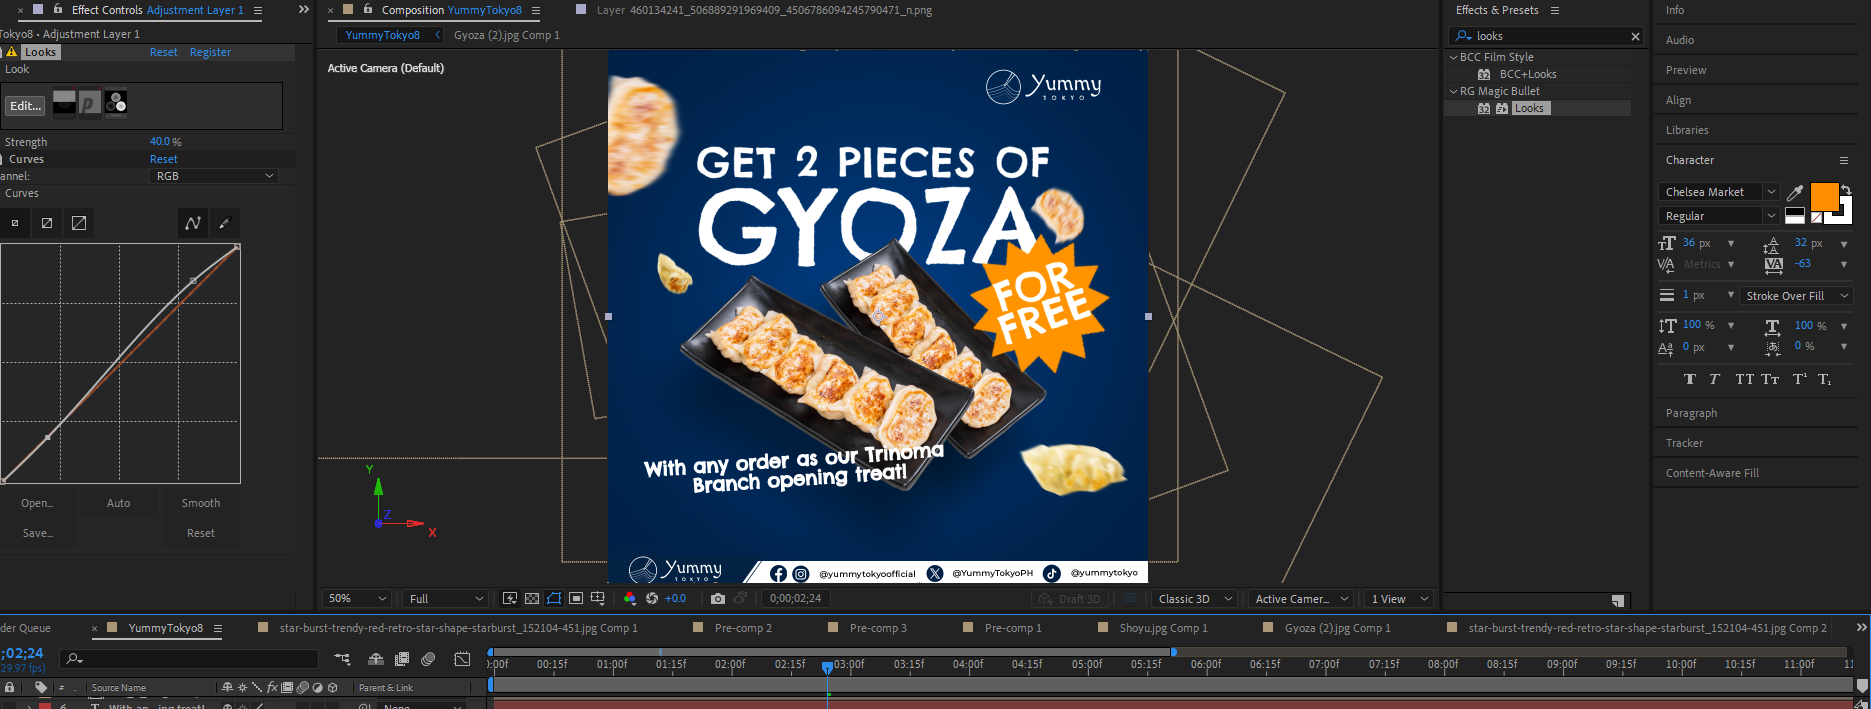 Effect Controls Adjustment Layer 1
Composition YummyTokyo8
Layer 460134241_506889291969409_4506786094245790471_n.png
Effects & Presets
Info
Tokyo8 • Adjustment Layer 1
YummyTokyo8
Gyoza (2).jpg Comp 1
looks
Audio
Looks
Reset
Register
BCC Film Style
Look
Active Camera (Default)
BCC+Looks
Preview
RG Magic Bullet
Edit...
Looks
Align
Yummy
TOKYO
Libraries
Strength
40.0 %
Curves
Reset
Character
annel:
RGB
GET 2 PIECES OF
Curves
Chelsea Market
GYOZA
Regular
36 px
32 px
Metrics
-63
FOR
FREE
1 px
Stroke Over Fill
100 %
100 %
0 px
0 %
Paragraph
With any order as our Trinoma
Branch opening treat!
Tracker
Content-Aware Fill
Y
Z
X
Open...
Auto
Smooth
Save...
Reset
Yummy
TOKYO
@yummytokyoofficial
@YummyTokyoPH
@yummytokyo
50%
Full
+0.0
0;00;02;24
Draft 3D
Classic 3D
Active Camer...
1 View
der Queue
YummyTokyo8
star-burst-trendy-red-retro-star-shape-starburst_152104-451.jpg Comp 1
Pre-comp 2
Pre-comp 3
Pre-comp 1
Shoyu.jpg Comp 1
Gyoza (2).jpg Comp 1
star-burst-trendy-red-retro-star-shape-starburst_152104-451.jpg Comp 2
;02;24
29.97 fps)
:00f
00:15f
01:00f
01:15f
02:00f
02:15f
03:00f
03:15f
04:00f
04:15f
05:00f
05:15f
06:00f
06:15f
07:00f
07:15f
08:00f
08:15f
09:00f
09:15f
10:00f
10:15f
11:00f
11
#
Source Name
Parent & Link
6
With an...ing treat!
None